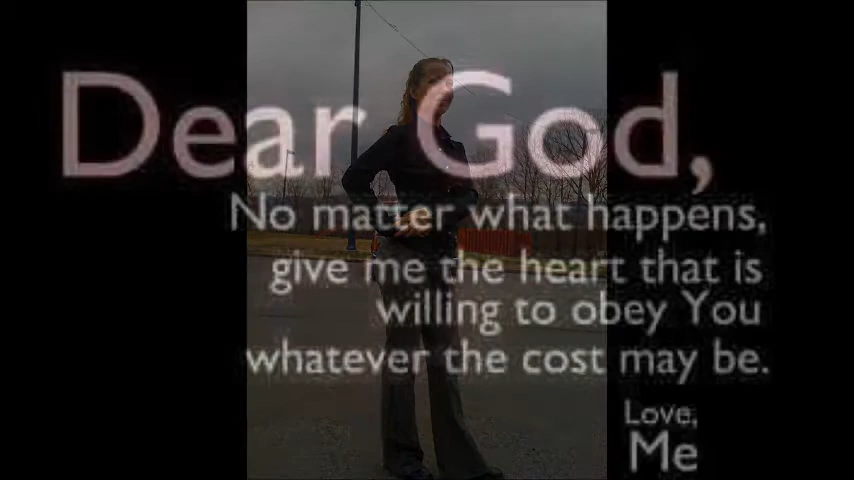 Dear God,
No matter what happens,
give me the heart that is
willing to obey You
whatever the cost may be.
Love,
Me